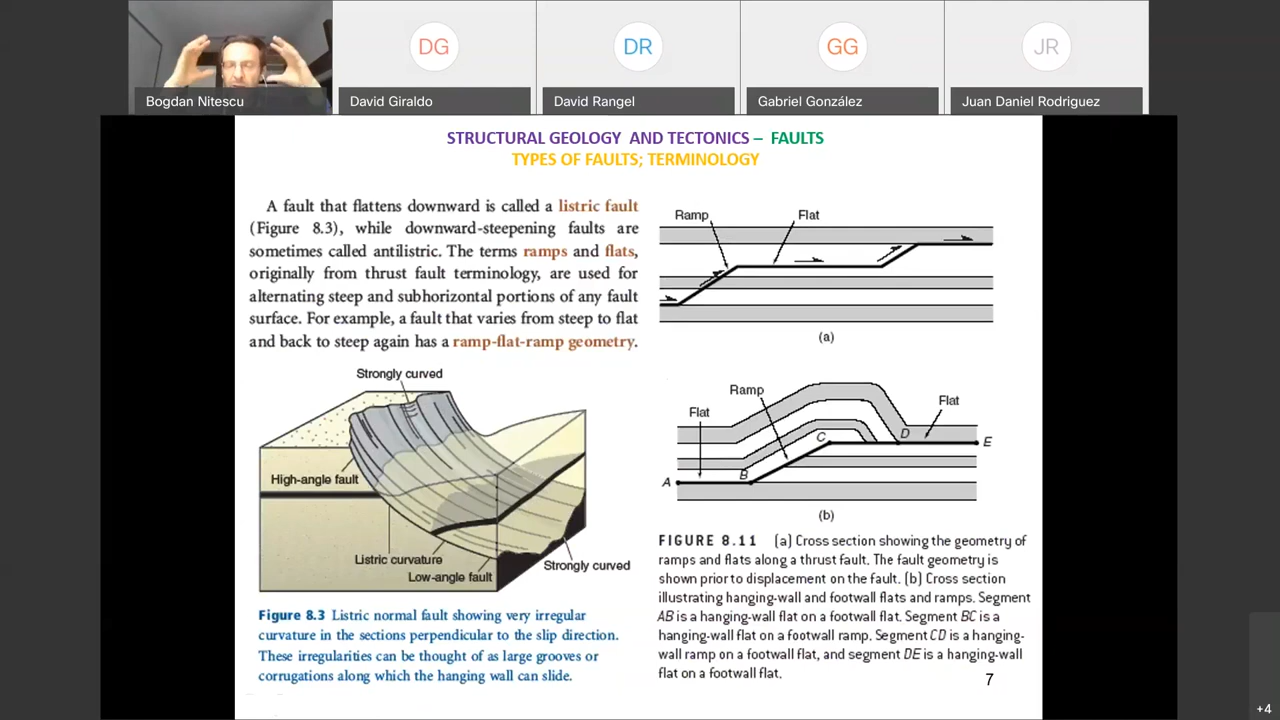 DG
DR
GG
JR
Bogdan Nitescu
David Giraldo
David Rangel
Gabriel González
Juan Daniel Rodriguez
STRUCTURAL GEOLOGY AND TECTONICS – FAULTS
TYPES OF FAULTS; TERMINOLOGY
A fault that flattens downward is called a listric fault
(Figure 8.3), while downward-steepening faults are
sometimes called antilistric. The terms ramps and flats,
originally from thrust fault terminology, are used for
alternating steep and subhorizontal portions of any fault
surface. For example, a fault that varies from steep to flat
and back to steep again has a ramp-flat-ramp geometry.
Strongly curved
High-angle fault
Listric curvature
Low-angle fault
Strongly curved
Figure 8.3 Listric normal fault showing very irregular
curvature in the sections perpendicular to the slip direction.
These irregularities can be thought of as large grooves or
corrugations along which the hanging wall can slide.
Ramp
Flat
(a)
Ramp
Flat
Flat
A
B
C
D
E
(b)
FIGURE 8.11 (a) Cross section showing the geometry of
ramps and flats along a thrust fault. The fault geometry is
shown prior to displacement on the fault. (b) Cross section
illustrating hanging-wall and footwall flats and ramps. Segment
AB is a hanging-wall flat on a footwall flat. Segment BC is a
hanging-wall flat on a footwall ramp. Segment CD is a hanging-
wall ramp on a footwall flat, and segment DE is a hanging-wall
flat on a footwall flat.
7
+4